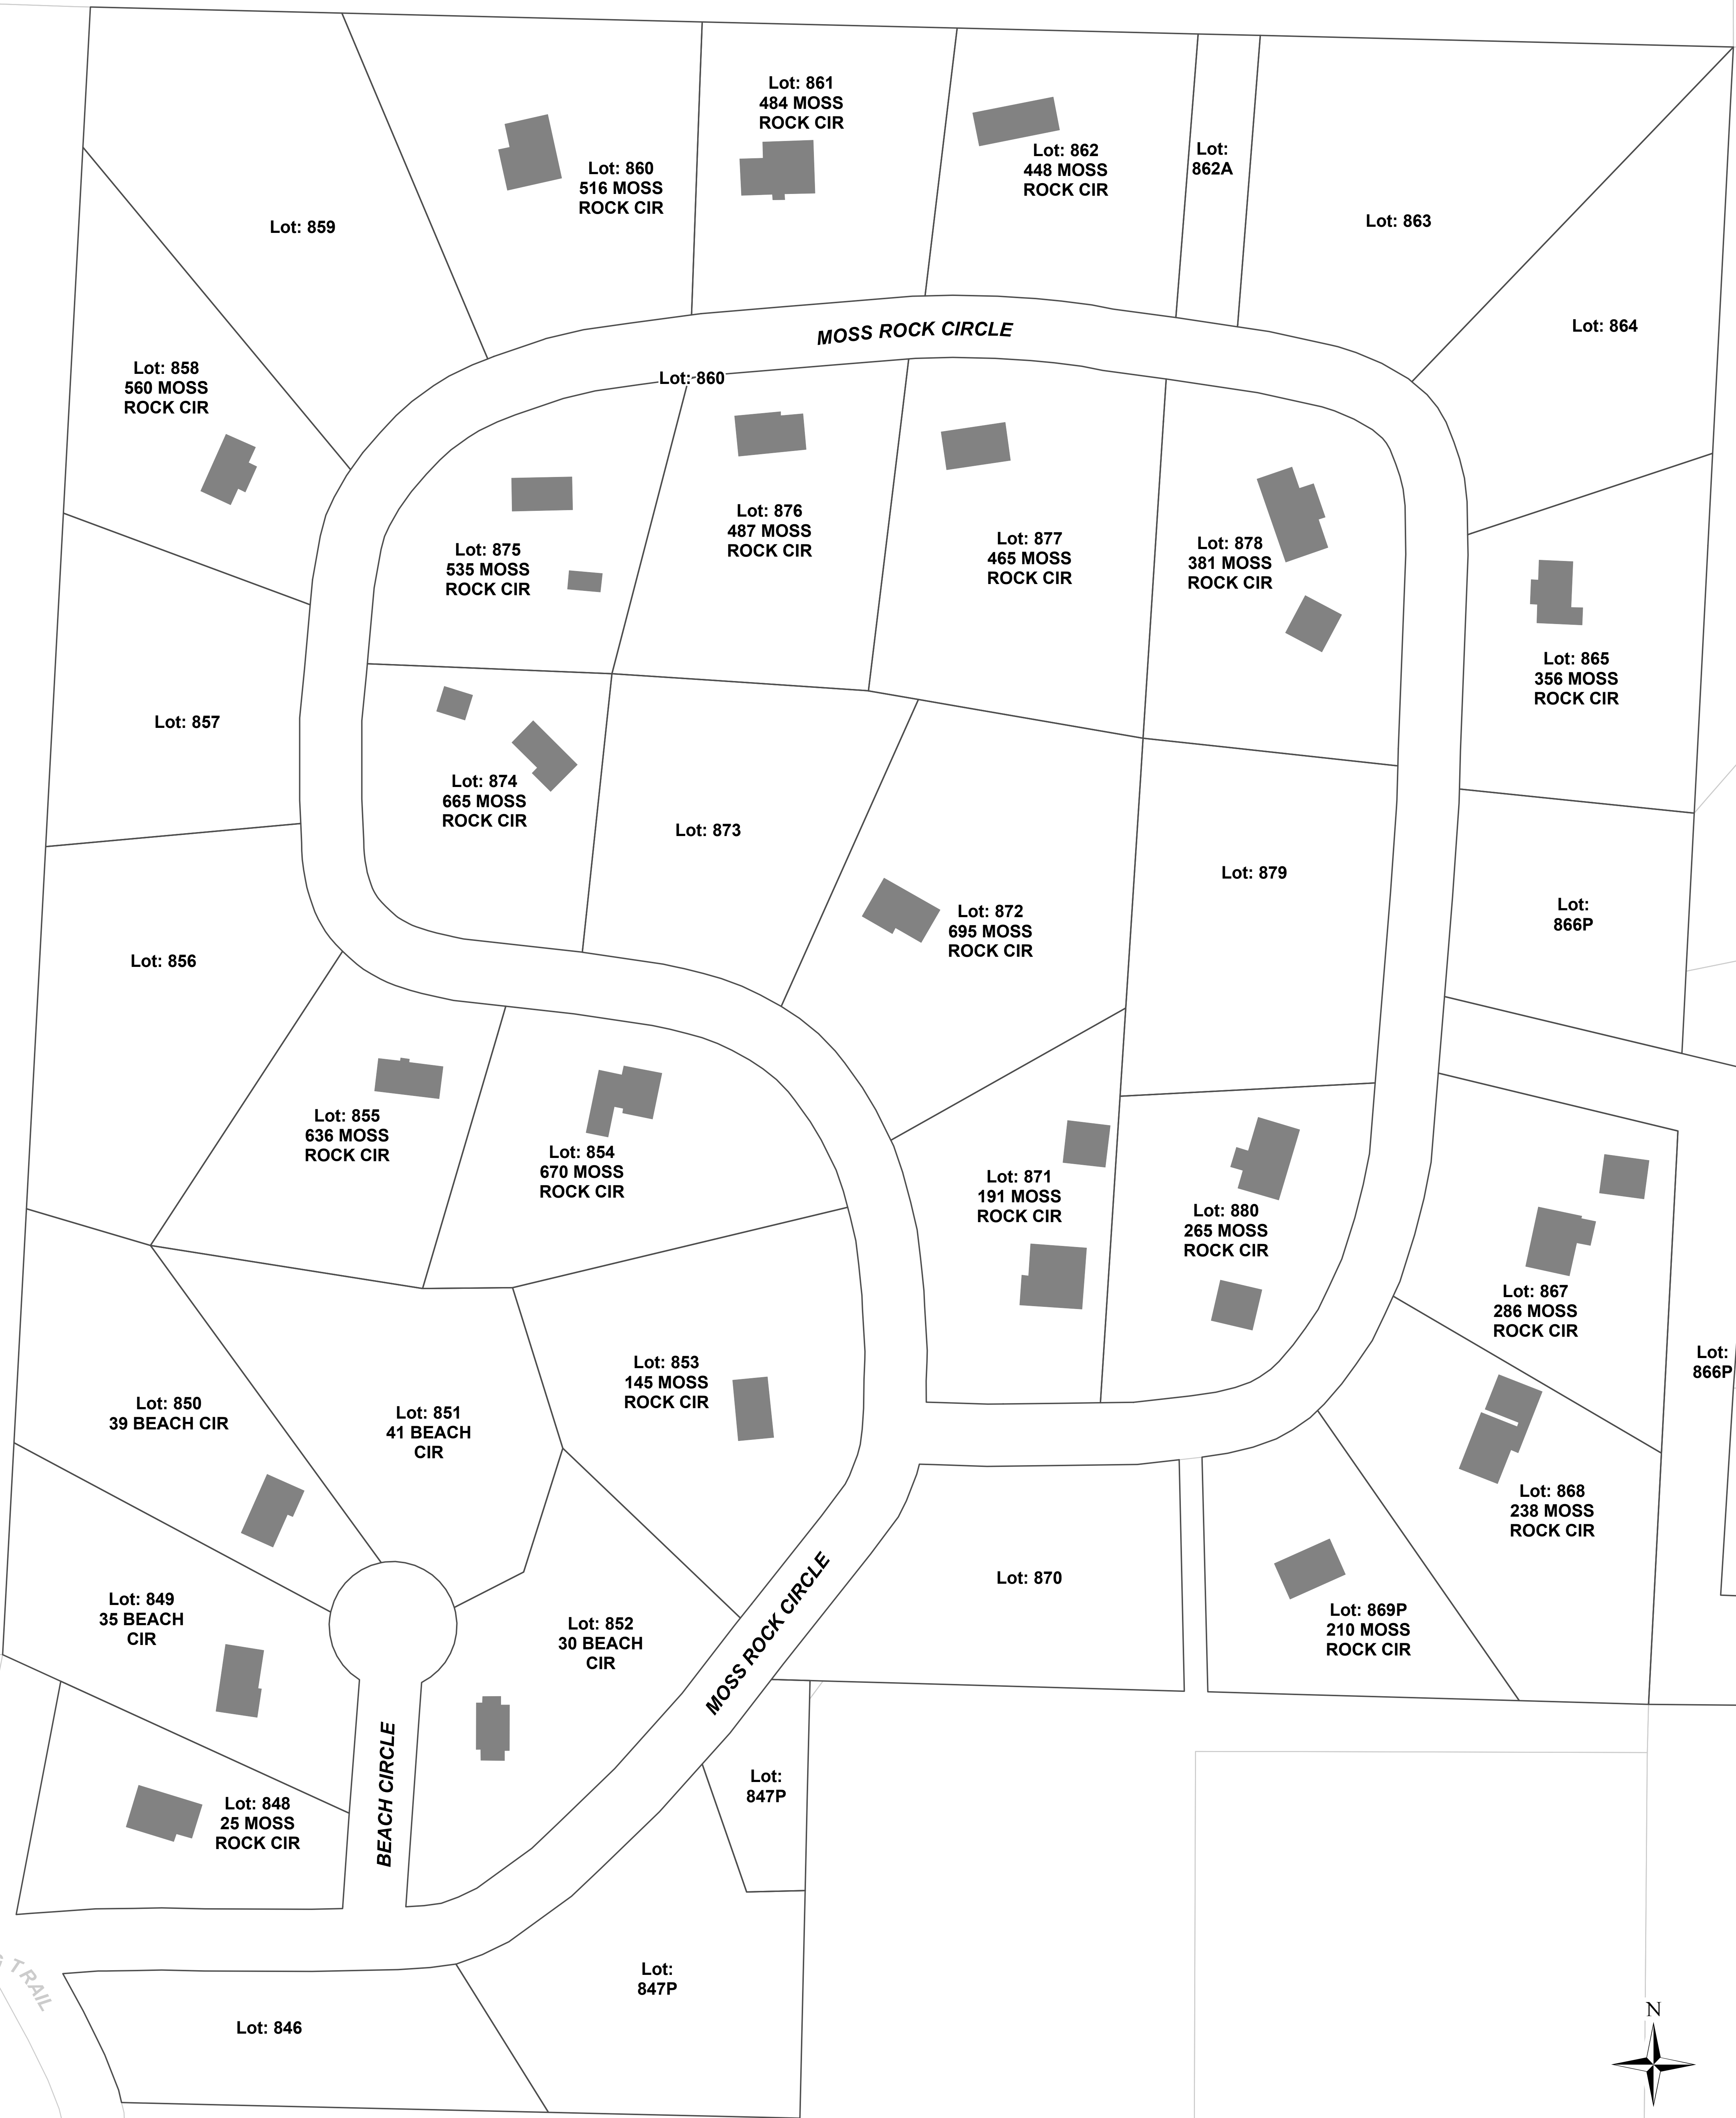 Lot: 861
484 MOSS
ROCK CIR
Lot: 860
516 MOSS
ROCK CIR
Lot: 862
448 MOSS
ROCK CIR
Lot:
862A
Lot: 859
Lot: 863
Lot: 864
MOSS ROCK CIRCLE
Lot: 858
560 MOSS
ROCK CIR
Lot: 860
Lot: 875
535 MOSS
ROCK CIR
Lot: 876
487 MOSS
ROCK CIR
Lot: 877
465 MOSS
ROCK CIR
Lot: 878
381 MOSS
ROCK CIR
Lot: 865
356 MOSS
ROCK CIR
Lot: 857
Lot: 874
665 MOSS
ROCK CIR
Lot: 873
Lot: 879
Lot: 872
695 MOSS
ROCK CIR
Lot:
866P
Lot: 856
Lot: 855
636 MOSS
ROCK CIR
Lot: 854
670 MOSS
ROCK CIR
Lot: 871
191 MOSS
ROCK CIR
Lot: 880
265 MOSS
ROCK CIR
Lot: 867
286 MOSS
ROCK CIR
Lot:
866P
Lot: 853
145 MOSS
ROCK CIR
Lot: 850
39 BEACH CIR
Lot: 851
41 BEACH
CIR
Lot: 868
238 MOSS
ROCK CIR
Lot: 870
Lot: 849
35 BEACH
CIR
Lot: 852
30 BEACH
CIR
MOSS ROCK CIRCLE
Lot: 869P
210 MOSS
ROCK CIR
Lot:
847P
Lot: 848
25 MOSS
ROCK CIR
BEACH CIRCLE
TRAIL
Lot:
847P
Lot: 846
N